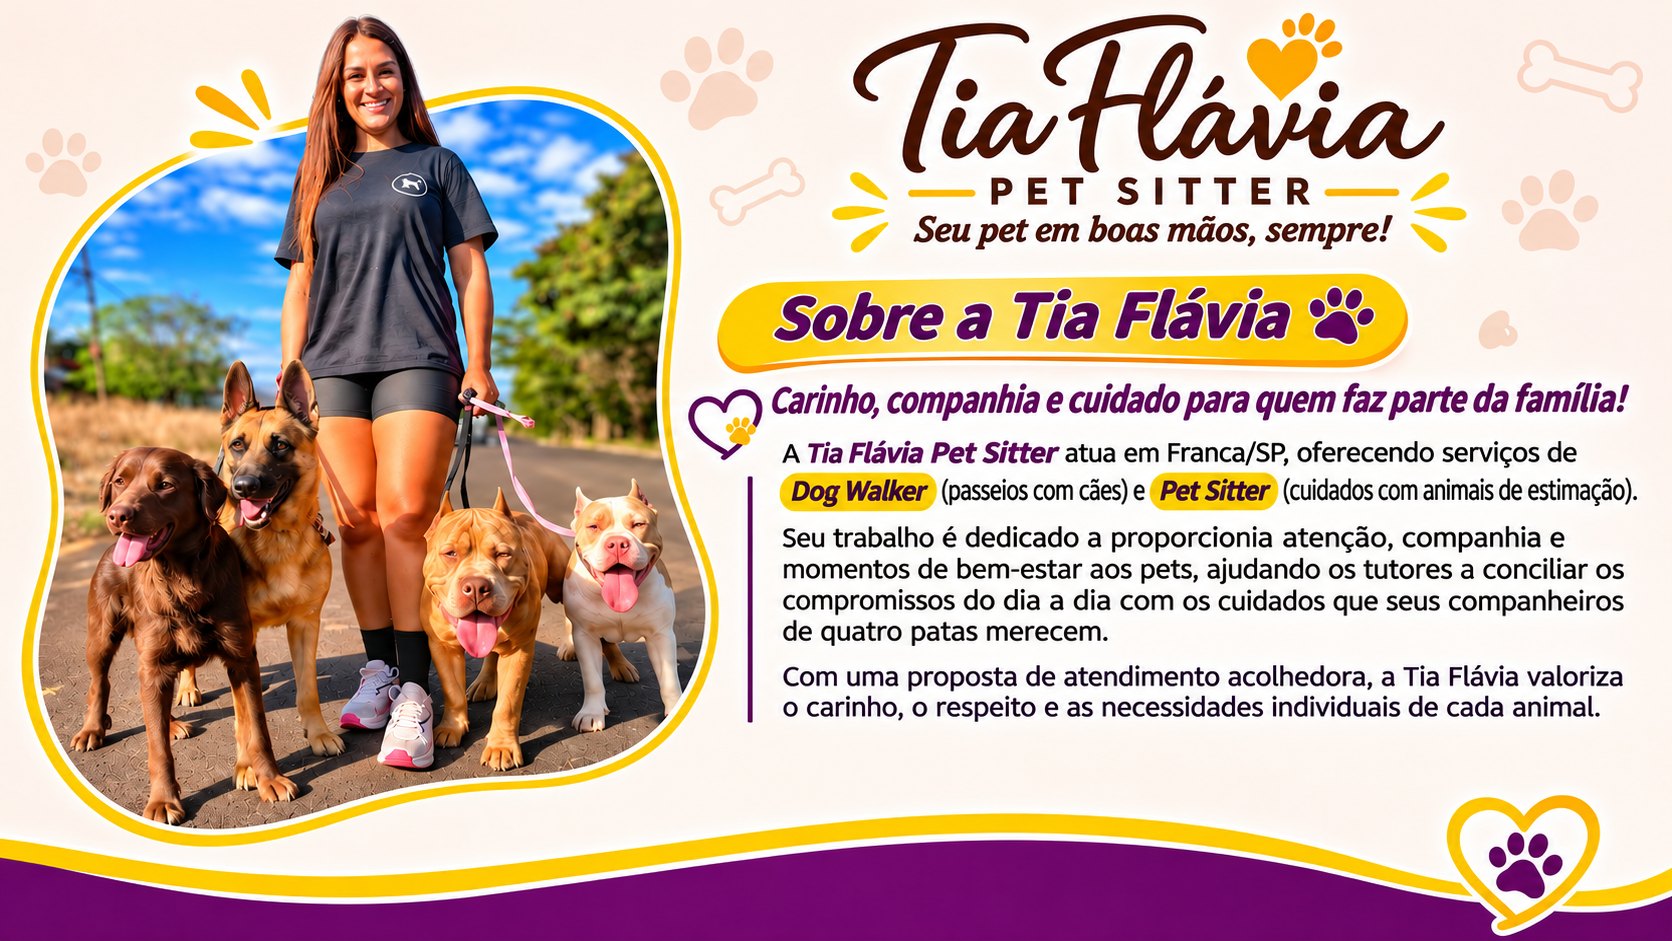 Tia Flávia
PET SITTER
Seu pet em boas mãos, sempre!
Sobre a Tia Flávia
Carinho, companhia e cuidado para quem faz parte da família!
A Tia Flávia Pet Sitter atua em Franca/SP, oferecendo serviços de
Dog Walker (passeios com cães) e Pet Sitter (cuidados com animais de estimação).
Seu trabalho é dedicado a proporcionia atenção, companhia e
momentos de bem-estar aos pets, ajudando os tutores a conciliar os
compromissos do dia a dia com os cuidados que seus companheiros
de quatro patas merecem.
Com uma proposta de atendimento acolhedora, a Tia Flávia valoriza
o carinho, o respeito e as necessidades individuais de cada animal.